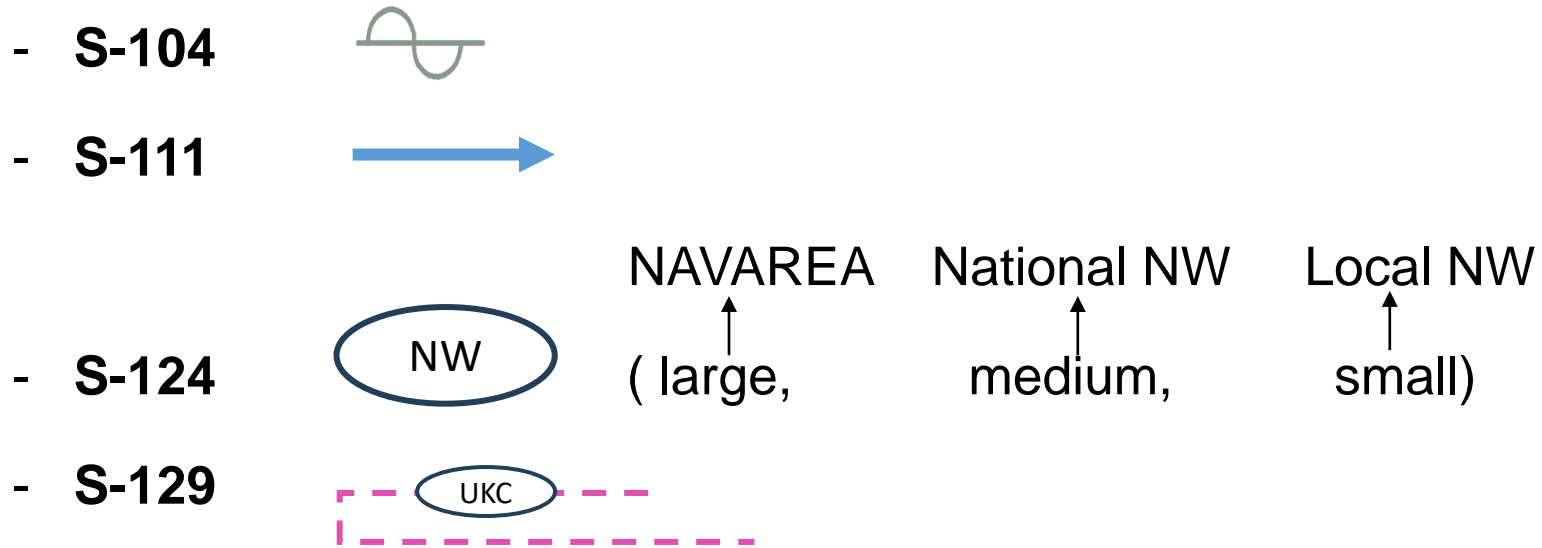 - S-104
- S-111
NAVAREA National NW Local NW
- S-124 NW ( large, medium, small)
- S-129 UKC